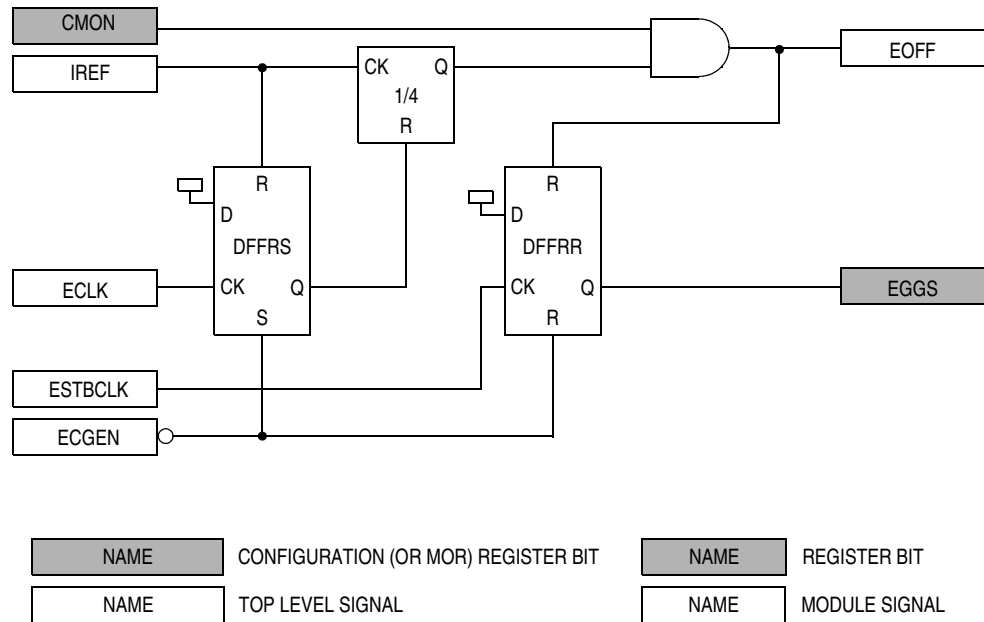 CMON
IREF
CK Q
1/4
R
EOFF
R
D
DFFRS
CK Q
S
R
D
DFFRR
CK Q
R
ECLK
EGGS
ESTBCLK
ECGEN
NAME CONFIGURATION (OR MOR) REGISTER BIT
NAME REGISTER BIT
NAME TOP LEVEL SIGNAL
NAME MODULE SIGNAL